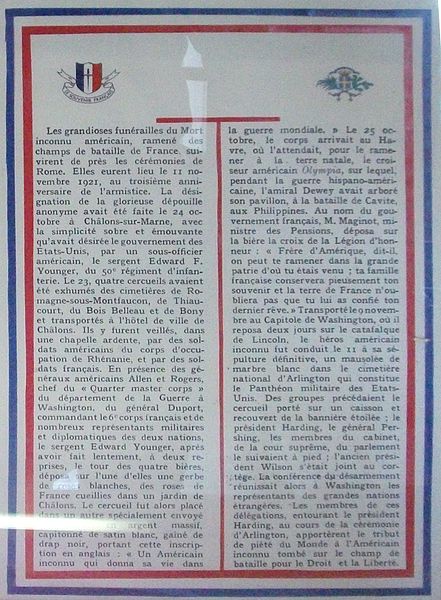 LE SOUVENIR FRANÇAIS
Les grandioses funérailles du Mort
inconnu américain, ramené des
champs de bataille de France, sui-
virent de près les cérémonies de
Rome. Elles eurent lieu le 11 no-
vembre 1921, au troisième anni-
versaire de l'armistice. La dési-
gnation de la glorieuse dépouille
anonyme avait été faite le 24 oc-
tobre à Châlons-sur-Marne, avec
la simplicité sobre et émouvante
qu'avait désirée le gouvernement des
Etats-Unis, par un sous-officier
américain, le sergent Edward F.
Younger, du 50e régiment d'infan-
terie. Le 23, quatre cercueils avaient
été exhumés des cimetières de Ro-
magne-sous-Montfaucon, de Thiau-
court, du Bois Belleau et de Bony
et transportés à l'hôtel de ville de
Châlons. Ils y furent veillés, dans
une chapelle ardente, par des sol-
dats américains du corps d'occu-
pation de Rhénanie, et par des sol-
dats français. En présence des gé-
néraux américains Allen et Rogers,
chef du « Quarter master corps »
du département de la Guerre à
Washington, du général Duport,
commandant le 6e corps français et de
nombreux représentants militaires
et diplomatiques des deux nations,
le sergent Edward Younger, après
avoir fait lentement, à deux re-
prises, le tour des quatre bières,
déposa sur l'une d'elles une gerbe
de blanches, des roses de
France cueillies dans un jardin de
Châlons. Le cercueil fut alors placé
dans un autre spécialement envoyé
argent massif,
capitonné de satin blanc, gaîné de
drap noir, portant cette inscrip-
tion en anglais : « Un Américain
inconnu qui donna sa vie dans
la guerre mondiale. » Le 25 oc-
tobre, le corps arrivait au Ha-
vre, où l'attendait, pour le rame-
ner à la terre natale, le croi-
seur américain Olympia, sur lequel,
pendant la guerre hispano-améri-
caine, l'amiral Dewey avait arboré
son pavillon, à la bataille de Cavite,
aux Philippines. Au nom du gou-
vernement français, M. Maginot, mi-
nistre des Pensions, déposa sur
la bière la croix de la Légion d'hon-
neur : « Frère d'Amérique, dit-il,
on peut te ramener dans la grande
patrie d'où tu étais venu ; ta famille
française conservera pieusement ton
souvenir et la terre de France n'ou-
bliera pas que tu lui as confié ton
dernier rêve. » Transporté le 9 novem-
bre au Capitole de Washington, où il
reposa deux jours sur le catafalque
de Lincoln, le héros américain
inconnu fut conduit le 11 à sa sé-
pulture définitive, un mausolée de
marbre blanc dans le cimetière
national d'Arlington qui constitue
le Panthéon militaire des Etats-
Unis. Des groupes précédaient le
cercueil porté sur un caisson et
recouvert de la bannière étoilée ; le
président Harding, le général Per-
shing, les membres du cabinet,
de la cour suprême, du parlement
le suivaient à pied ; l'ancien prési-
dent Wilson s'était joint au cor-
tège. La conférence du désarmement
réunissait alors à Washington les
représentants des grandes nations
étrangères. Les membres de ces
délégations, entourant le président
Harding, au cours de la cérémonie
d'Arlington, apportèrent le tribut
de piété du Monde à l'Américain
inconnu tombé sur le champ de
bataille pour le Droit et la Liberté.